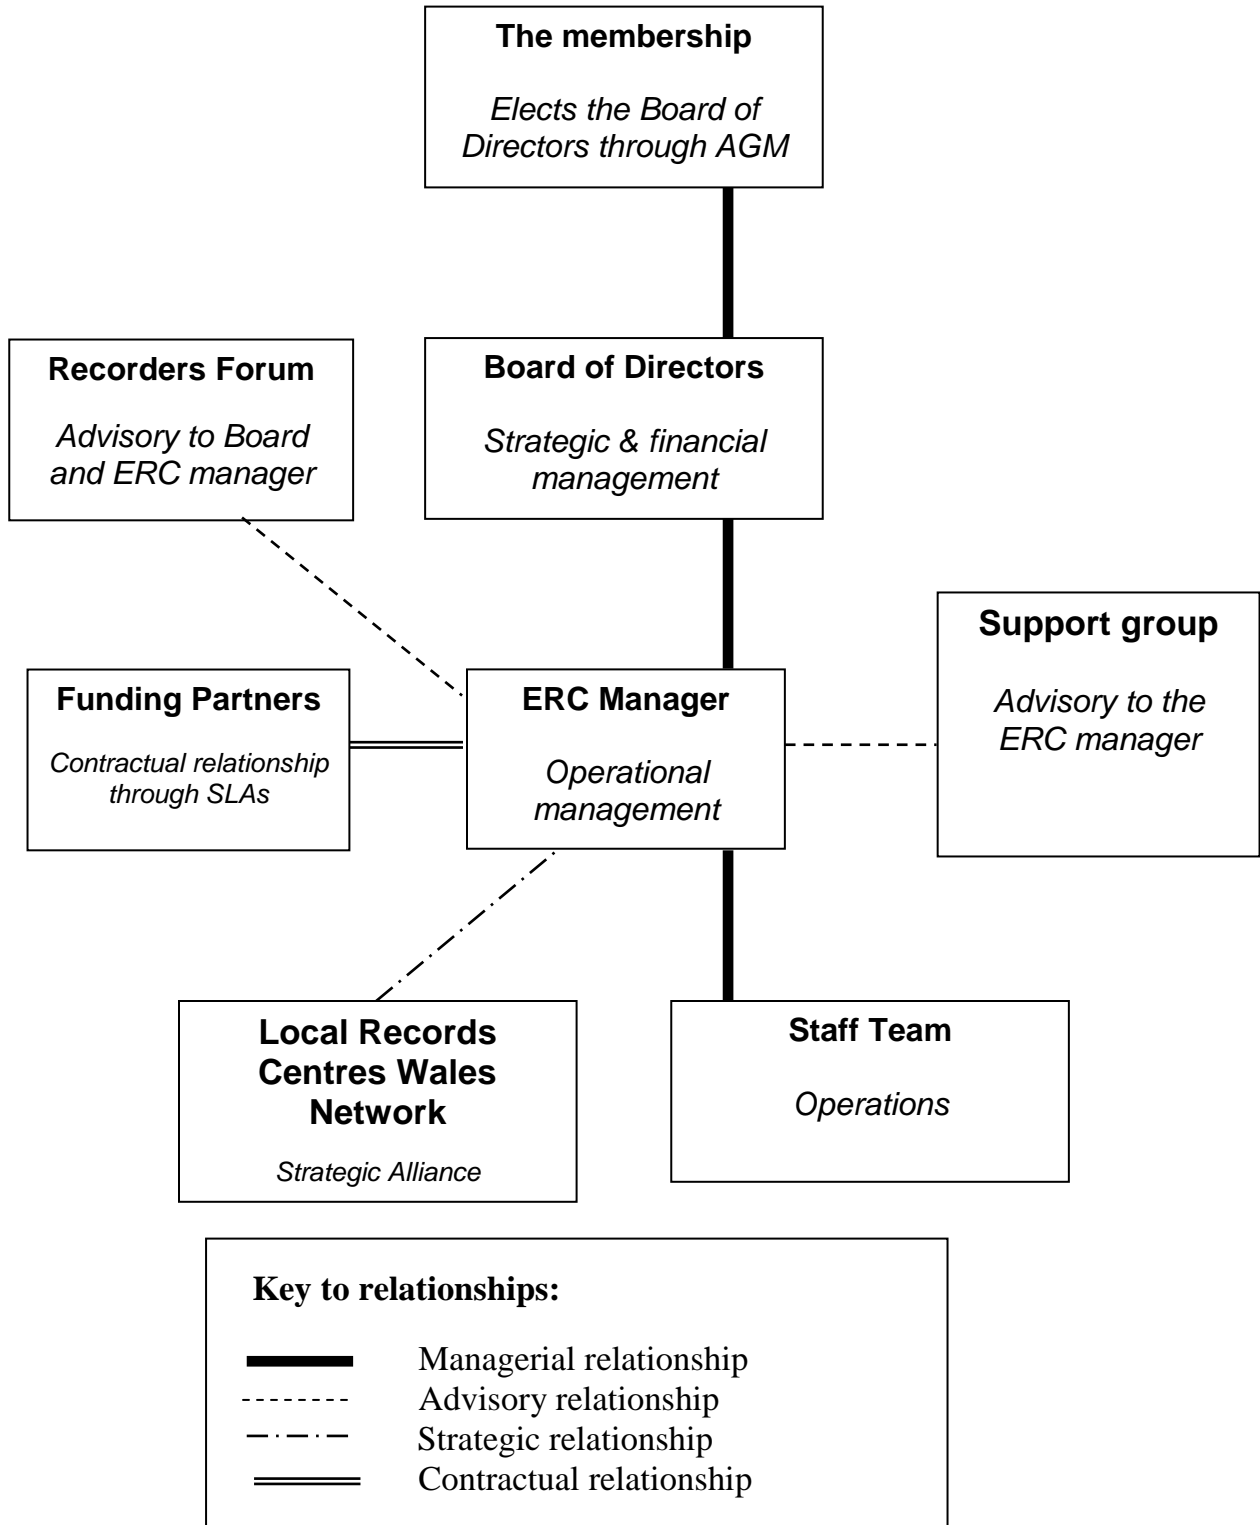 The membership
Elects the Board of
Directors through AGM
Recorders Forum
Advisory to Board
and ERC manager
Board of Directors
Strategic & financial
management
Support group
Advisory to the
ERC manager
Funding Partners
Contractual relationship
through SLAs
ERC Manager
Operational
management
Local Records
Centres Wales
Network
Strategic Alliance
Staff Team
Operations
Key to relationships:
Managerial relationship
Advisory relationship
Strategic relationship
Contractual relationship